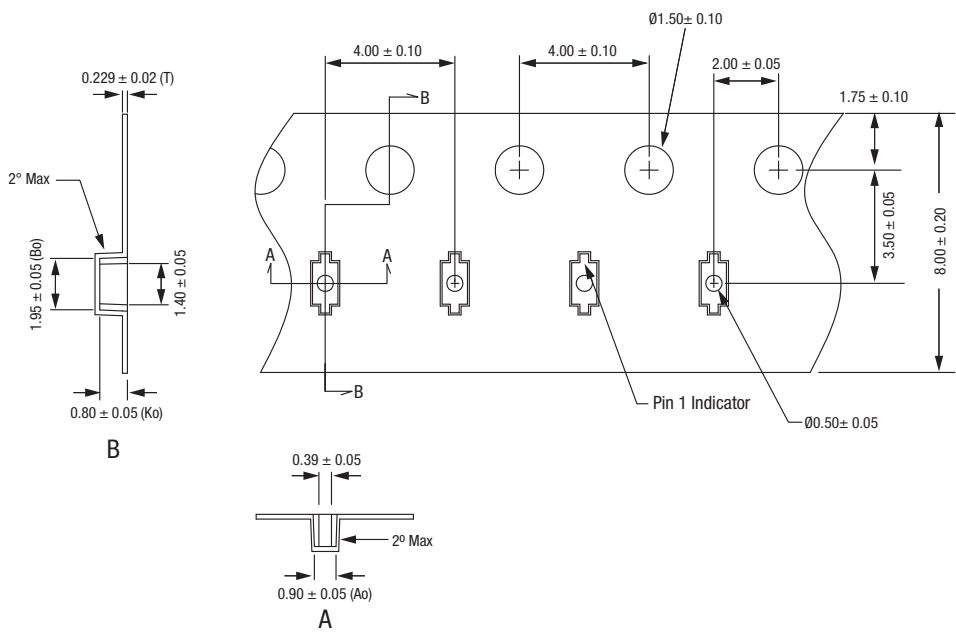 Ø1.50± 0.10
4.00 ± 0.10
4.00 ± 0.10
2.00 ± 0.05
0.229 ± 0.02 (T)
B
1.75 ± 0.10
2° Max
3.50 ± 0.05
8.00 ± 0.20
A
A
1.95 ± 0.05 (Bo)
1.40 ± 0.05
B
Pin 1 Indicator
0.80 ± 0.05 (Ko)
Ø0.50± 0.05
B
0.39 ± 0.05
2º Max
0.90 ± 0.05 (Ao)
A